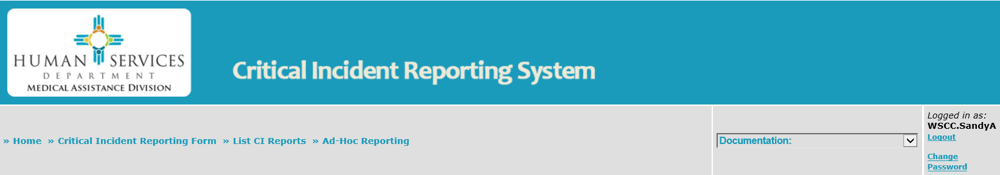 HUMAN SERVICES
DEPARTMENT
MEDICAL ASSISTANCE DIVISION
Critical Incident Reporting System
» Home » Critical Incident Reporting Form » List CI Reports » Ad-Hoc Reporting
Documentation:
Logged in as:
WSCC.SandyA
Logout
Change
Password